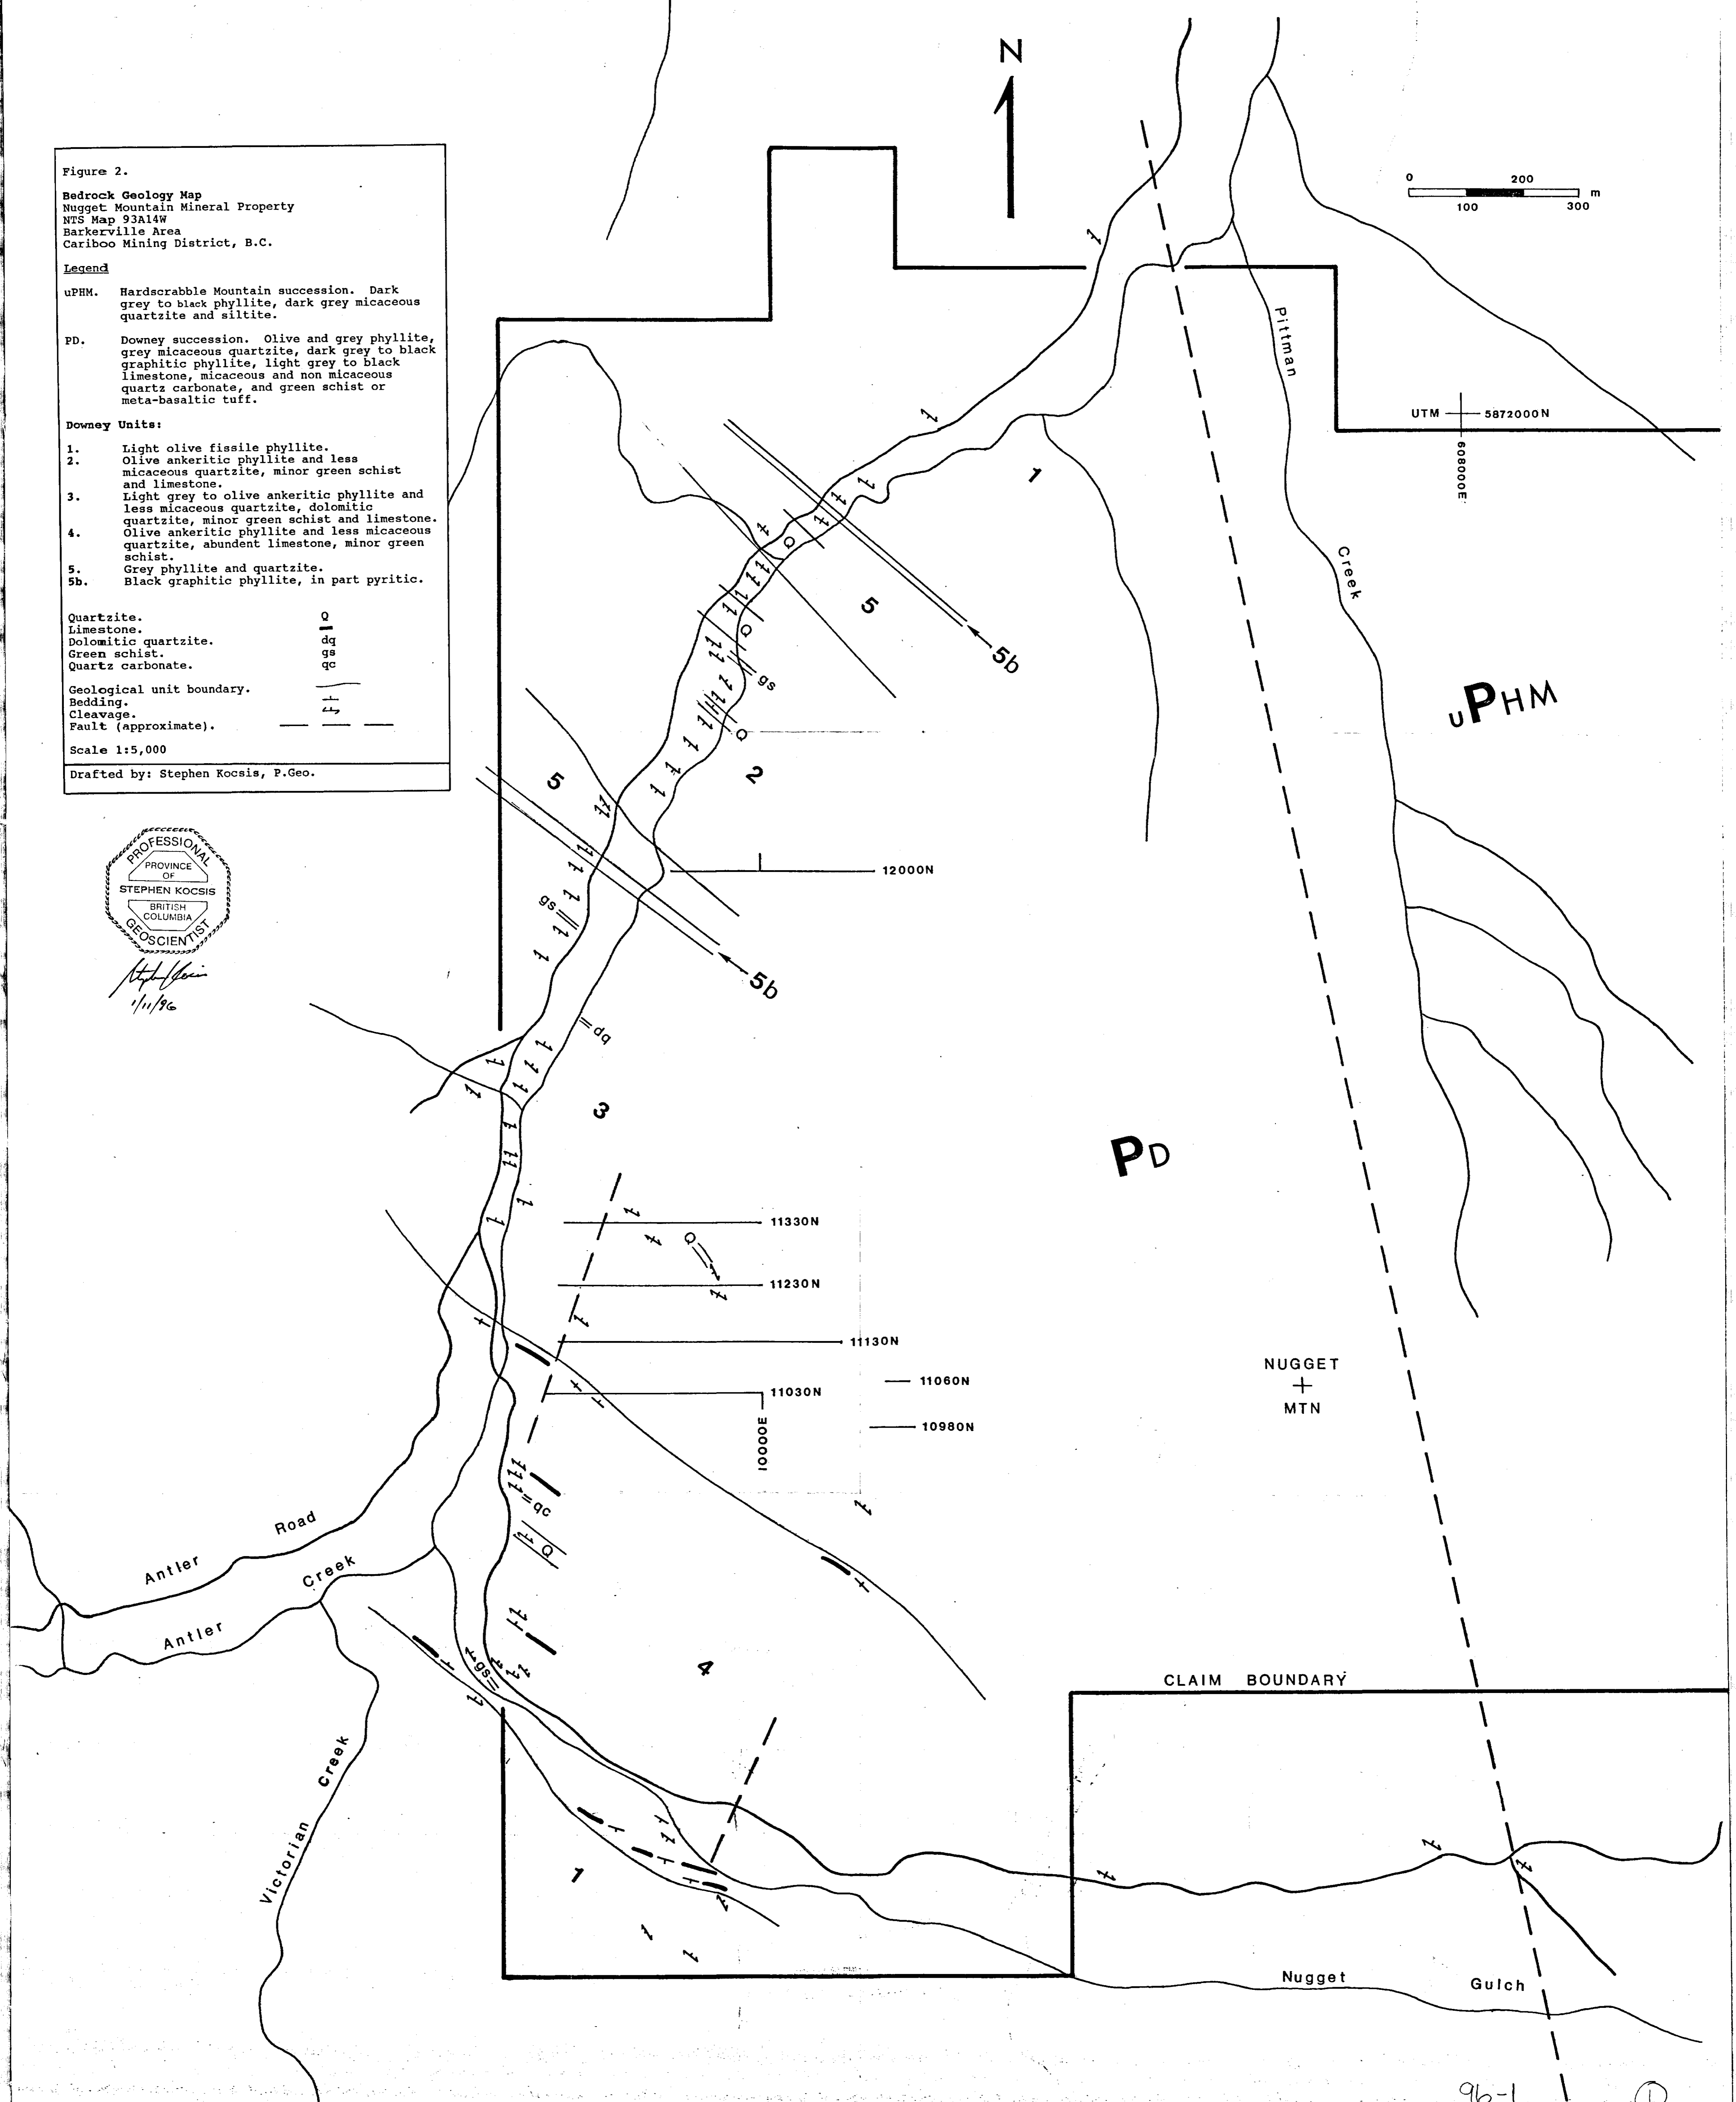 Figure 2.
Bedrock Geology Map
Nugget Mountain Mineral Property
NTS Map 93A14W
Barkerville Area
Cariboo Mining District, B.C.
Legend
uPHM. Hardscrabble Mountain succession. Dark
grey to black phyllite, dark grey micaceous
quartzite and siltite.
PD. Downey succession. Olive and grey phyllite,
grey micaceous quartzite, dark grey to black
graphitic phyllite, light grey to black
limestone, micaceous and non micaceous
quartz carbonate, and green schist or
meta-basaltic tuff.
Downey Units:
1. Light olive fissile phyllite.
2. Olive ankeritic phyllite and less
micaceous quartzite, minor green schist
and limestone.
3. Light grey to olive ankeritic phyllite and
less micaceous quartzite, dolomitic
quartzite, minor green schist and limestone.
4. Olive ankeritic phyllite and less micaceous
quartzite, abundent limestone, minor green
schist.
5. Grey phyllite and quartzite.
5b. Black graphitic phyllite, in part pyritic.
Quartzite. Q
Limestone.
Dolomitic quartzite. dq
Green schist. gs
Quartz carbonate. qc
Geological unit boundary.
Bedding.
Cleavage.
Fault (approximate).
Scale 1:5,000
Drafted by: Stephen Kocsis, P.Geo.
PROFESSIONAL
PROVINCE
OF
STEPHEN KOCSIS
BRITISH
COLUMBIA
GEOSCIENTIST
1/11/96
N
0 200
m
100 300
Pittman
Creek
UTM 5872000N
608000E
1
Q
5
5b
Q
gs
Q
2
uPHM
5
12000N
gs
5b
dq
3
PD
11330N
Q
11230N
11130N
11060N
11030N
10980N
10000E
NUGGET
MTN
qc
Q
Antler Road
Antler Creek
gs
4
CLAIM BOUNDARY
Victorian Creek
1
Nugget Gulch
96-1
1